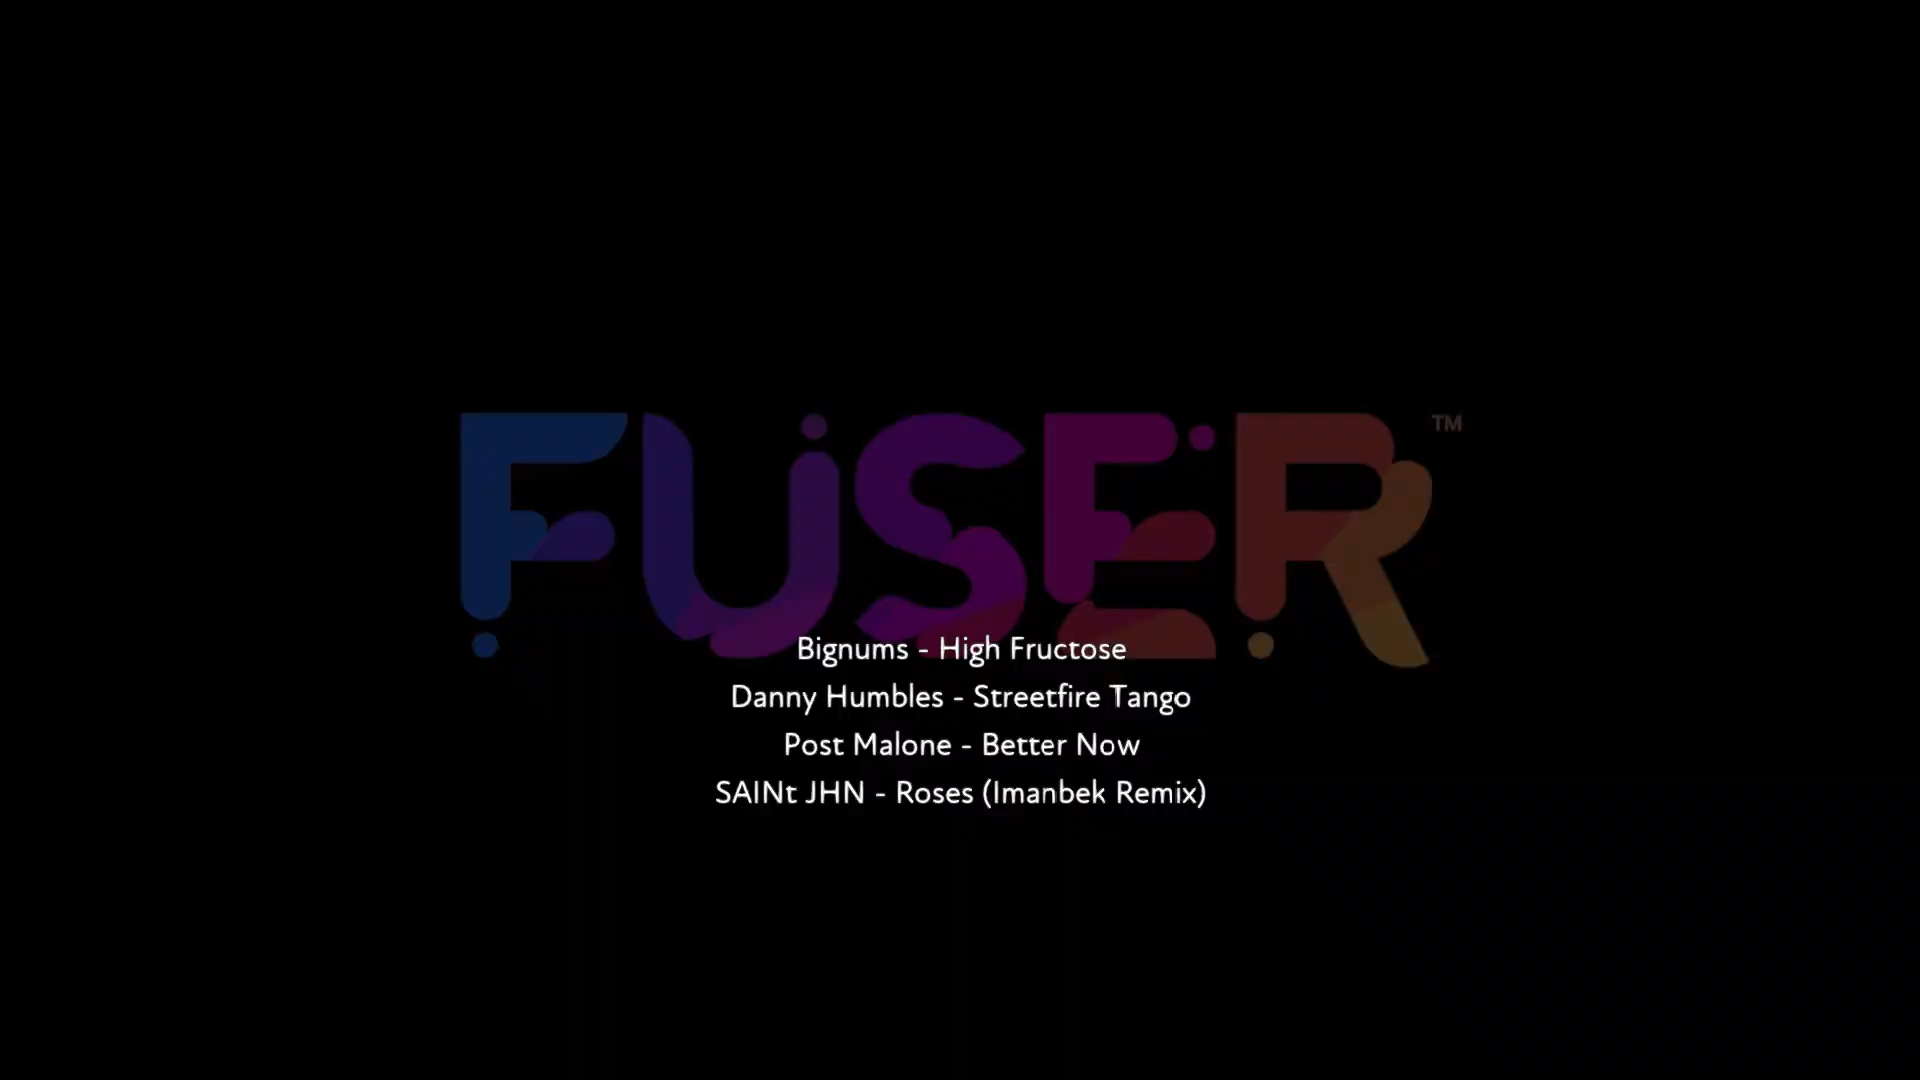 FUSER™
Bignums - High Fructose
Danny Humbles - Streetfire Tango
Post Malone - Better Now
SAINt JHN - Roses (Imanbek Remix)